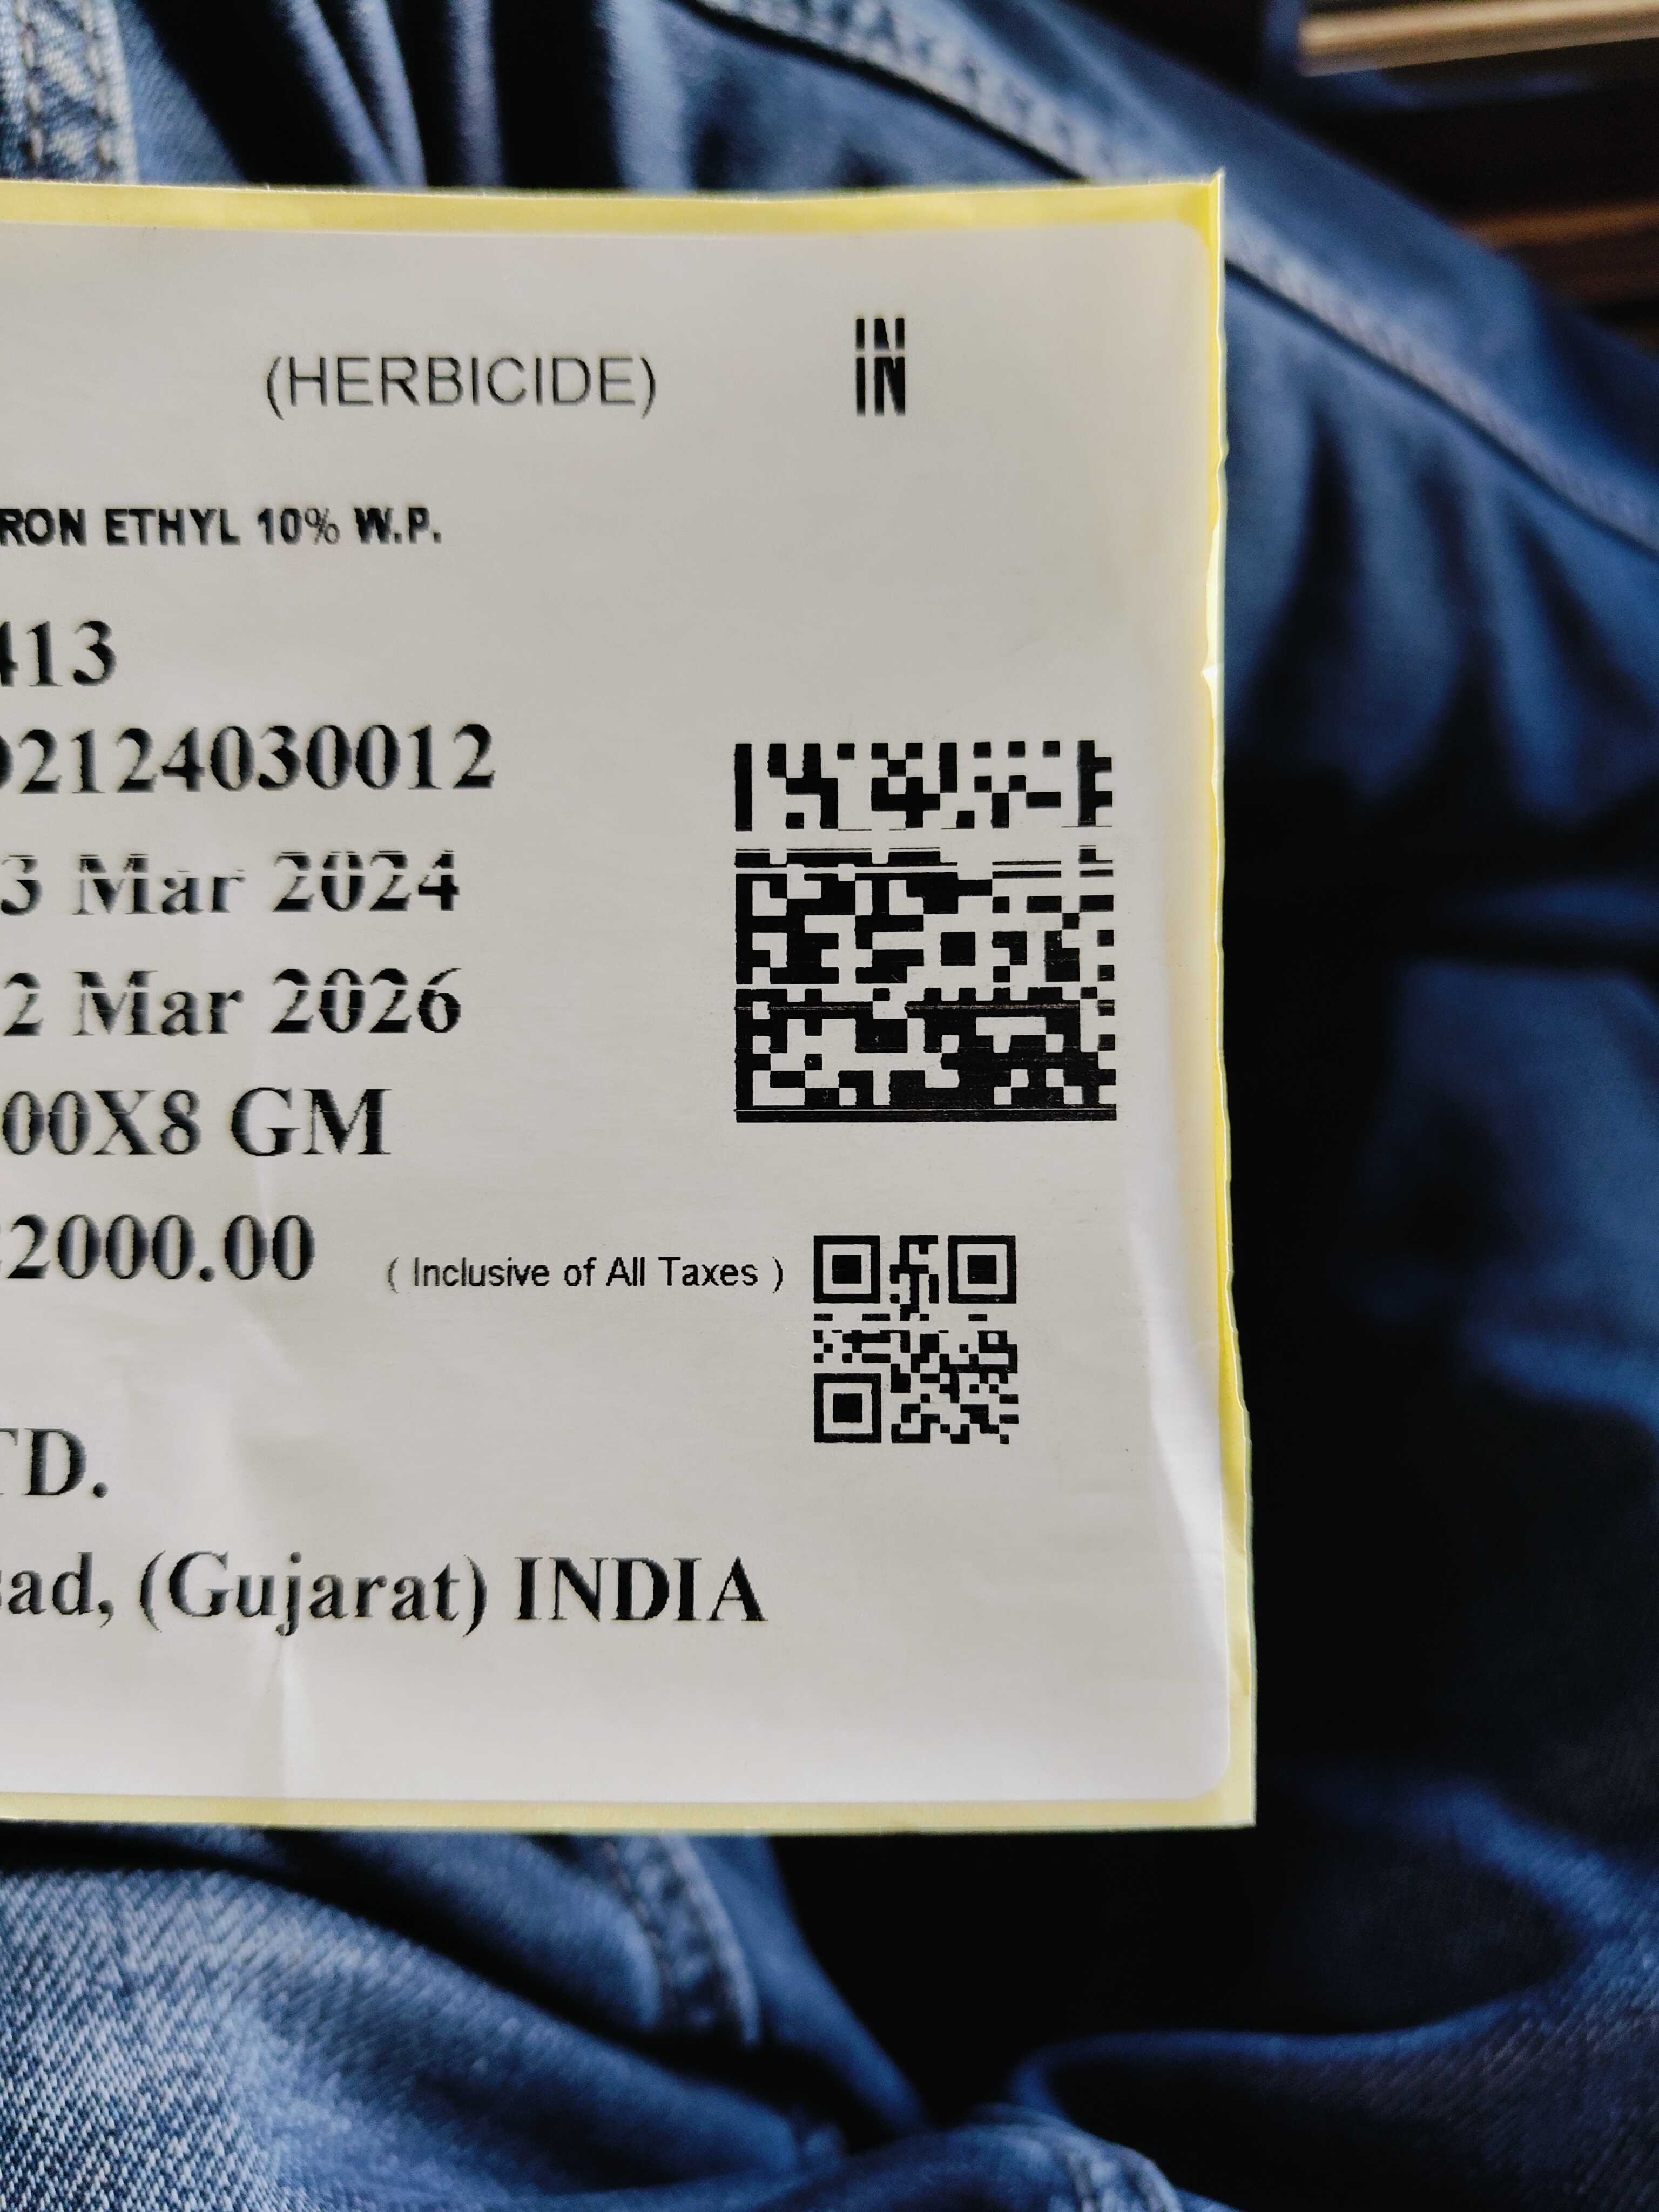 (HERBICIDE) IN
RON ETHYL 10% W.P.
413
02124030012
3 Mar 2024
2 Mar 2026
00X8 GM
2000.00 ( Inclusive of All Taxes )
TD.
ad, (Gujarat) INDIA